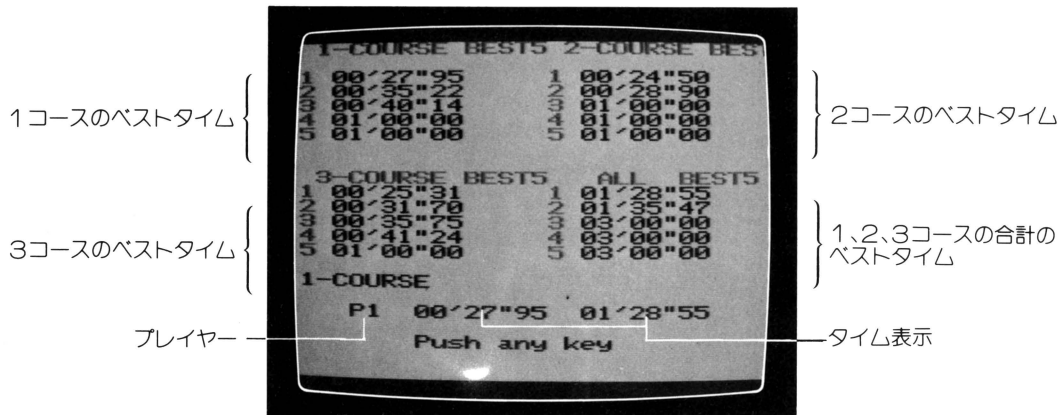 1-COURSE BEST5 2-COURSE BES
1 00'27"95 1 00'24"50
2 00'35"22 2 00'28"90
3 00'40"14 3 01'00"00
4 01'00"00 4 01'00"00
5 01'00"00 5 01'00"00
1コースのベストタイム
2コースのベストタイム
3-COURSE BEST5 ALL BEST5
1 00'25"31 1 01'28"55
2 00'31"70 2 01'35"47
3 00'35"75 3 03'00"00
4 00'41"24 4 03'00"00
5 01'00"00 5 03'00"00
3コースのベストタイム
1、2、3コースの合計の
ベストタイム
1-COURSE
P1 00'27"95 01'28"55
Push any key
プレイヤー
タイム表示